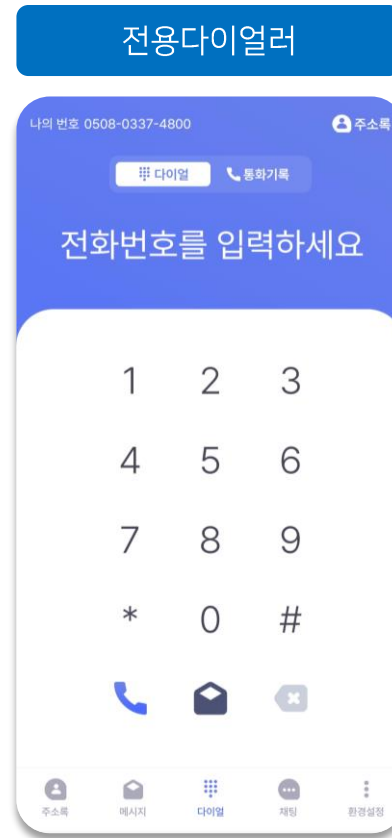 전용다이얼러
나의 번호 0508-0337-4800 주소록
다이얼 통화기록
전화번호를 입력하세요
1 2 3
4 5 6
7 8 9
* 0 #
주소록 메시지 다이얼 채팅 환경설정